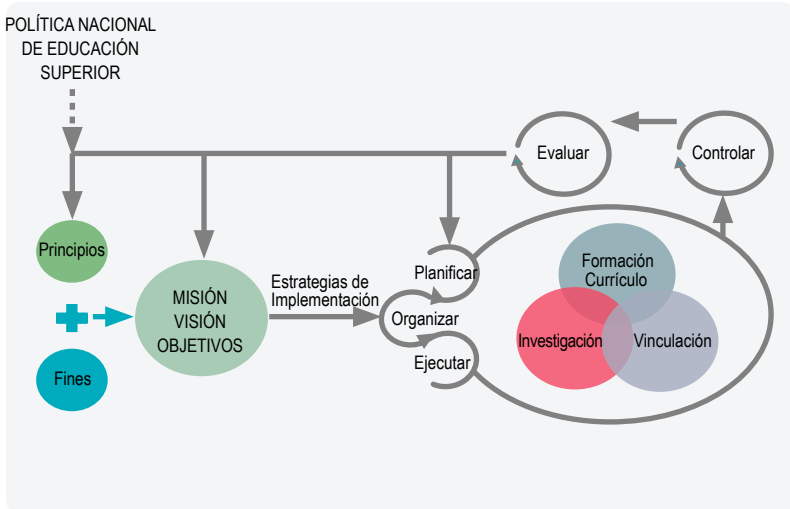 POLÍTICA NACIONAL
DE EDUCACIÓN
SUPERIOR
Evaluar
Controlar
Principios
Fines
MISIÓN
VISIÓN
OBJETIVOS
Estrategias de
Implementación
Planificar
Organizar
Ejecutar
Formación
Currículo
Investigación
Vinculación